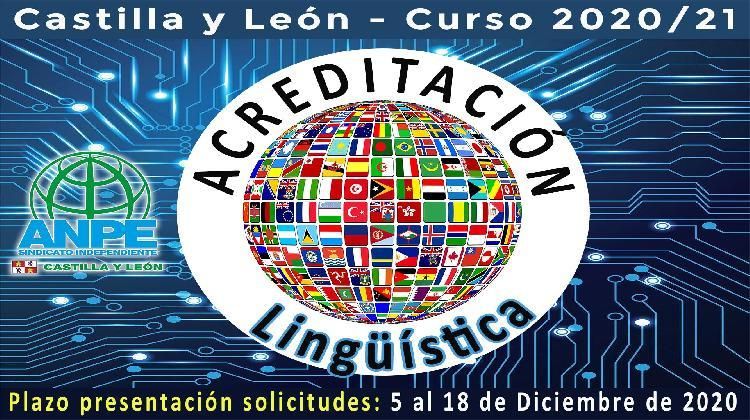 Castilla y León – Curso 2020/21
ACREDITACIÓN
Lingüística
ANPE
SINDICATO INDEPENDIENTE
CASTILLA Y LEÓN
Plazo presentación solicitudes: 5 al 18 de Diciembre de 2020